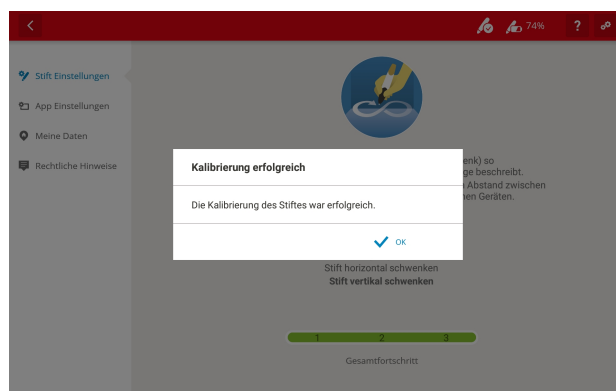 74%
?
Stift Einstellungen
App Einstellungen
Meine Daten
Rechtliche Hinweise
enk) so
ge beschreibt.
Abstand zwischen
en Geräten.
Kalibrierung erfolgreich
Die Kalibrierung des Stiftes war erfolgreich.
OK
Stift horizontal schwenken
Stift vertikal schwenken
1 2 3
Gesamtfortschritt